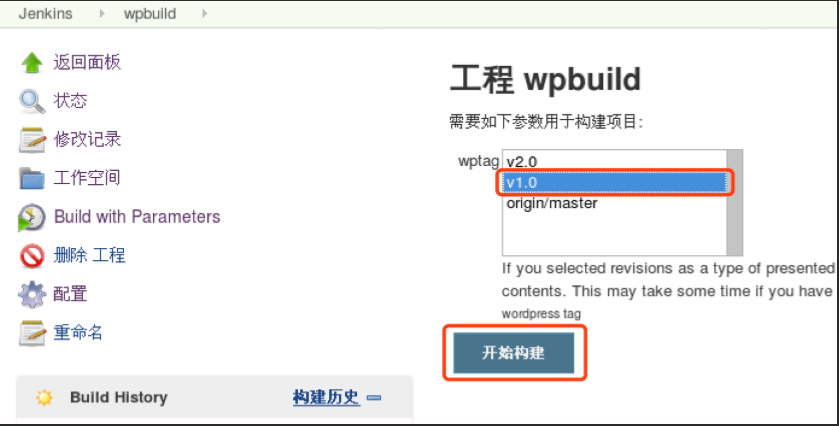 Jenkins wpbuild
返回面板
状态
修改记录
工作空间
Build with Parameters
删除 工程
配置
重命名
Build History 构建历史
工程 wpbuild
需要如下参数用于构建项目:
wptag v2.0
v1.0
origin/master
If you selected revisions as a type of presented
contents. This may take some time if you have
wordpress tag
开始构建